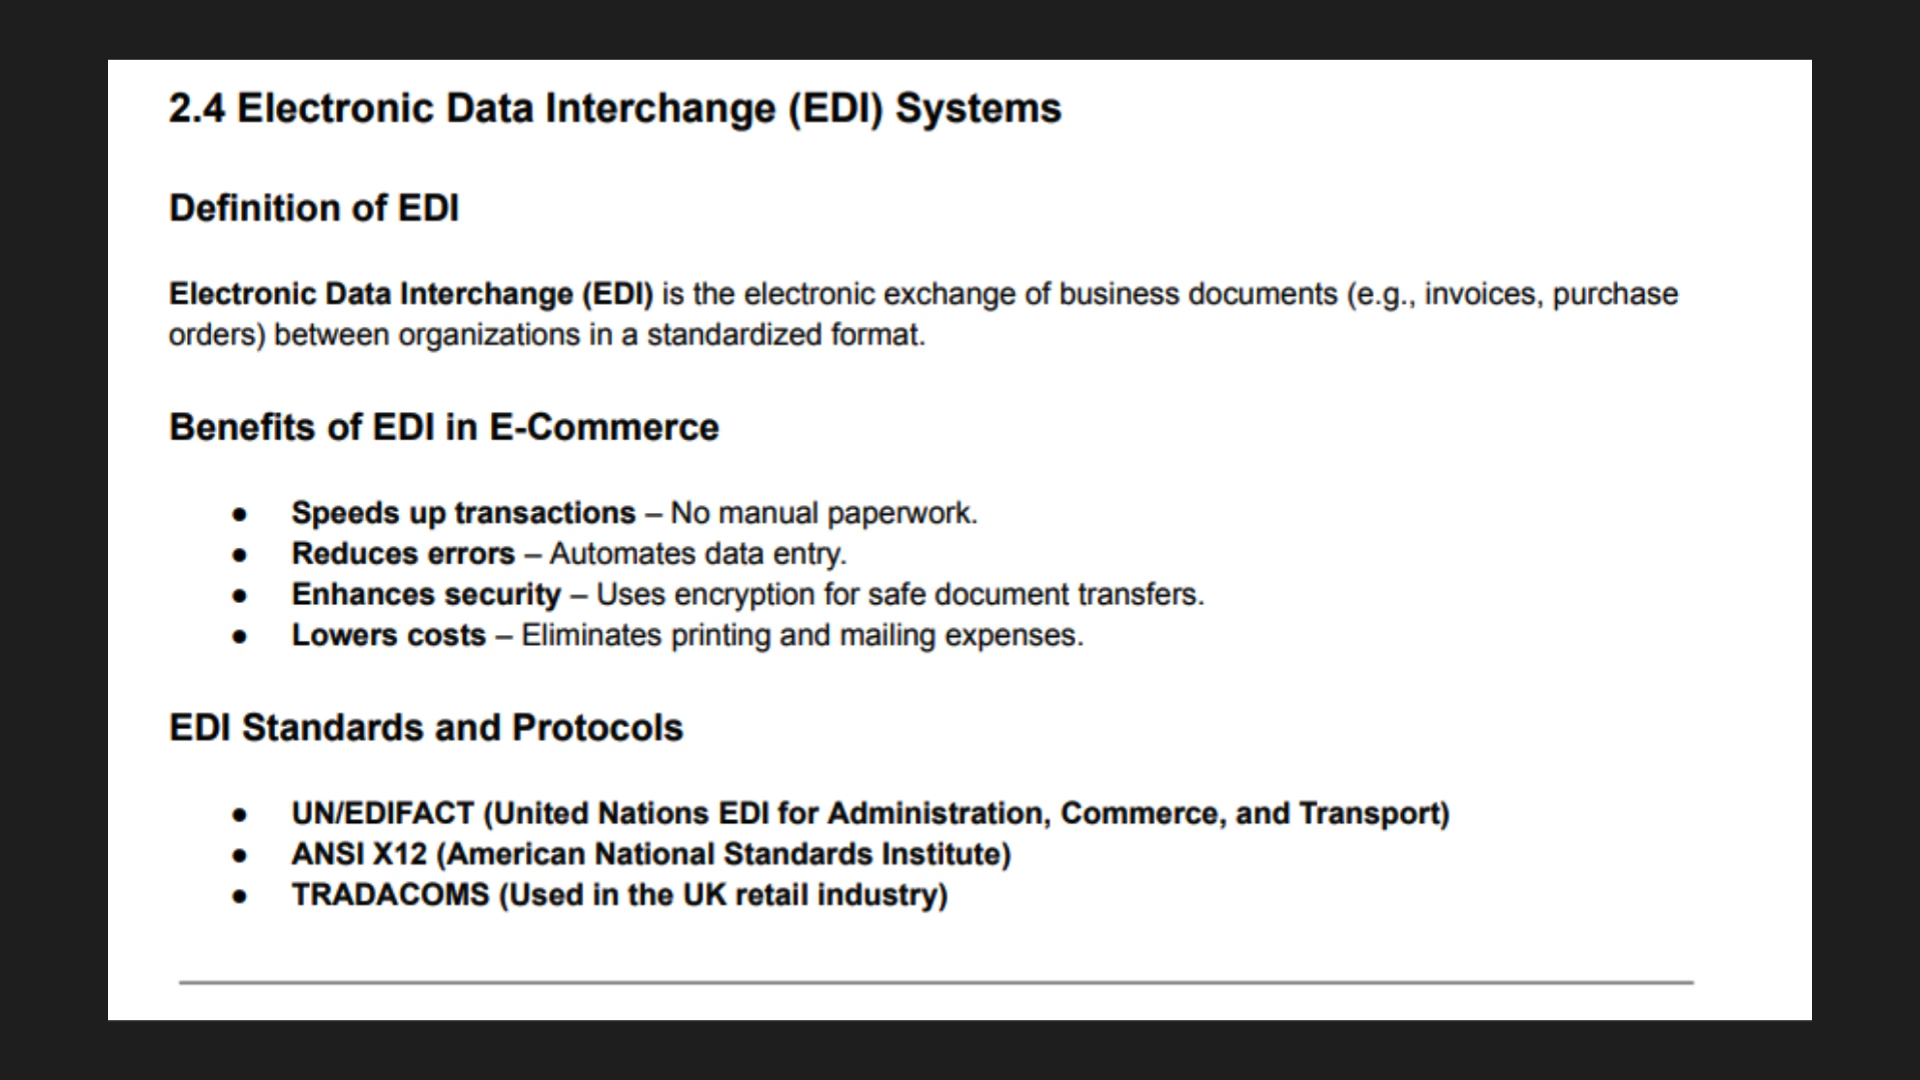 2.4 Electronic Data Interchange (EDI) Systems
Definition of EDI
Electronic Data Interchange (EDI) is the electronic exchange of business documents (e.g., invoices, purchase
orders) between organizations in a standardized format.
Benefits of EDI in E-Commerce
● Speeds up transactions – No manual paperwork.
● Reduces errors – Automates data entry.
● Enhances security – Uses encryption for safe document transfers.
● Lowers costs – Eliminates printing and mailing expenses.
EDI Standards and Protocols
● UN/EDIFACT (United Nations EDI for Administration, Commerce, and Transport)
● ANSI X12 (American National Standards Institute)
● TRADACOMS (Used in the UK retail industry)